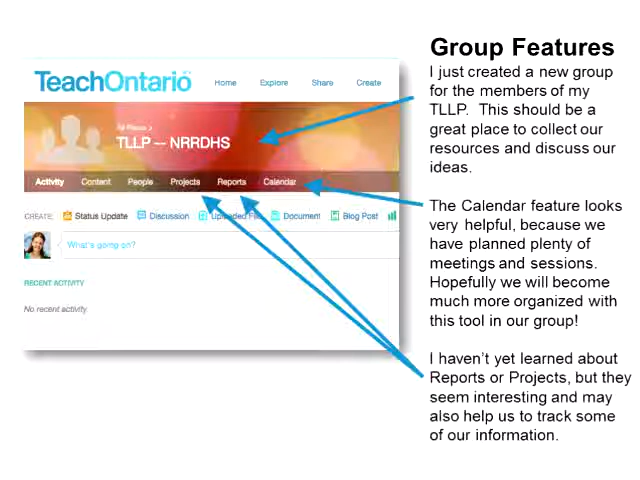 Group Features
I just created a new group
for the members of my
TLLP. This should be a
great place to collect our
resources and discuss our
ideas.
The Calendar feature looks
very helpful, because we
have planned plenty of
meetings and sessions.
Hopefully we will become
much more organized with
this tool in our group!
I haven't yet learned about
Reports or Projects, but they
seem interesting and may
also help us to track some
of our information.
TeachOntario
Home Explore Share Create
TLLP -- NRRDHS
Activity Content People Projects Reports Calendar
CREATE: Status Update Discussion Uploaded Document Blog Post
What's going on?
RECENT ACTIVITY
No recent activity